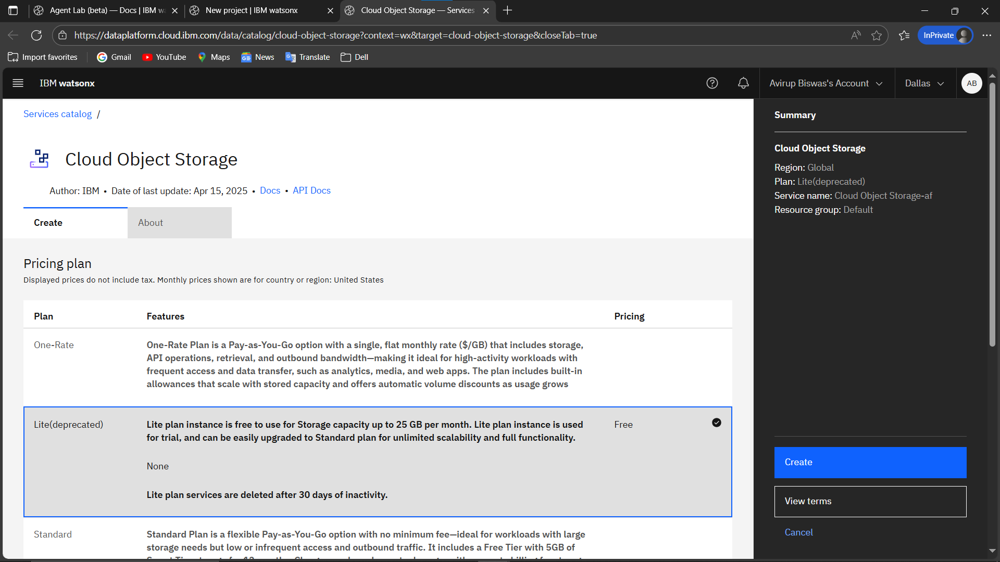 Agent Lab (beta) — Docs | IBM w
New project | IBM watsonx
Cloud Object Storage — Services
https://dataplatform.cloud.ibm.com/data/catalog/cloud-object-storage?context=wx&target=cloud-object-storage&closeTab=true
InPrivate
Import favorites
Gmail
YouTube
Maps
News
Translate
Dell
IBM watsonx
Avirup Biswas's Account
Dallas
AB
Services catalog /
Cloud Object Storage
Author: IBM • Date of last update: Apr 15, 2025 • Docs • API Docs
Create
About
Pricing plan
Displayed prices do not include tax. Monthly prices shown are for country or region: United States
Plan
Features
Pricing
One-Rate
One-Rate Plan is a Pay-as-You-Go option with a single, flat monthly rate ($/GB) that includes storage,
API operations, retrieval, and outbound bandwidth—making it ideal for high-activity workloads with
frequent access and data transfer, such as analytics, media, and web apps. The plan includes built-in
allowances that scale with stored capacity and offers automatic volume discounts as usage grows
Lite(deprecated)
Lite plan instance is free to use for Storage capacity up to 25 GB per month. Lite plan instance is used
for trial, and can be easily upgraded to Standard plan for unlimited scalability and full functionality.
None
Lite plan services are deleted after 30 days of inactivity.
Free
Standard
Standard Plan is a flexible Pay-as-You-Go option with no minimum fee—ideal for workloads with large
storage needs but low or infrequent access and outbound traffic. It includes a Free Tier with 5GB of
Summary
Cloud Object Storage
Region: Global
Plan: Lite(deprecated)
Service name: Cloud Object Storage-af
Resource group: Default
Create
View terms
Cancel